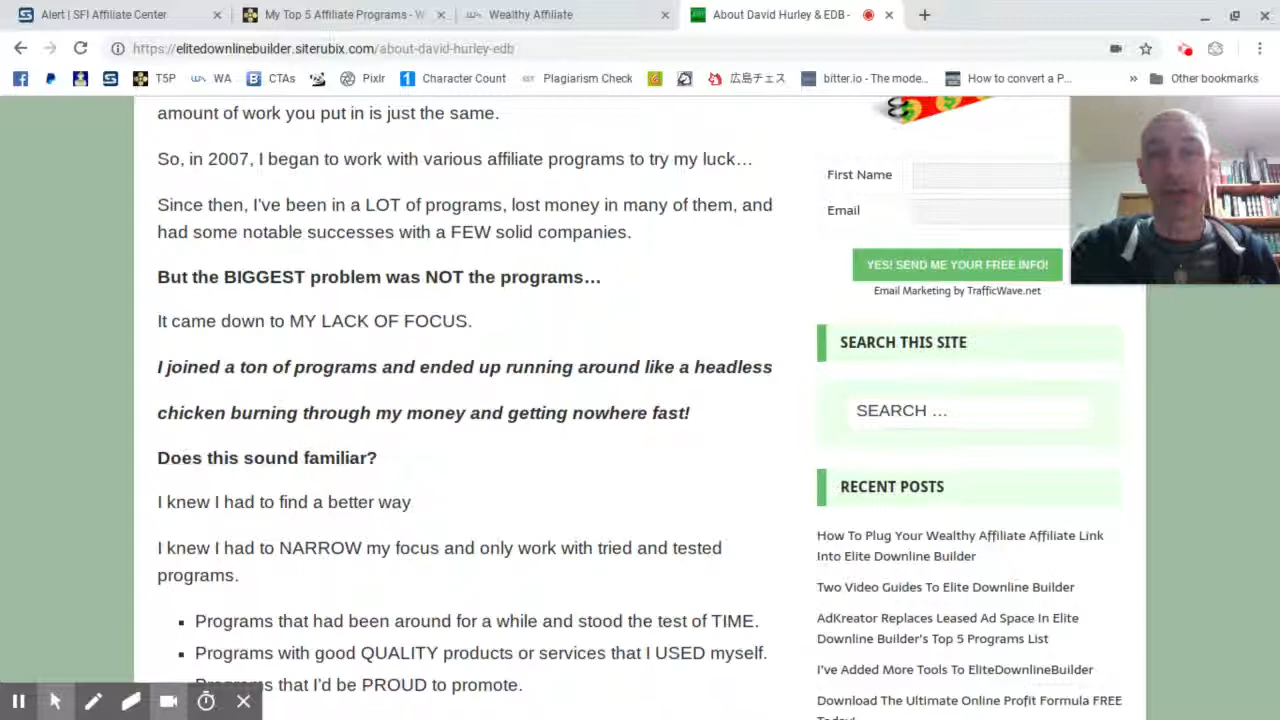 Alert | SFI Affiliate Center
My Top 5 Affiliate Programs - W
Wealthy Affiliate
About David Hurley & EDB -
https://elitedownlinebuilder.siterubix.com/about-david-hurley-edb
T5P
WA
CTAs
Pixlr
Character Count
Plagiarism Check
広島チェス
bitter.io - The mode...
How to convert a P...
Other bookmarks
amount of work you put in is just the same.
So, in 2007, I began to work with various affiliate programs to try my luck…
Since then, I've been in a LOT of programs, lost money in many of them, and
had some notable successes with a FEW solid companies.
But the BIGGEST problem was NOT the programs…
It came down to MY LACK OF FOCUS.
I joined a ton of programs and ended up running around like a headless
chicken burning through my money and getting nowhere fast!
Does this sound familiar?
I knew I had to find a better way
I knew I had to NARROW my focus and only work with tried and tested
programs.
Programs that had been around for a while and stood the test of TIME.
Programs with good QUALITY products or services that I USED myself.
Programs that I'd be PROUD to promote.
First Name
Email
YES! SEND ME YOUR FREE INFO!
Email Marketing by TrafficWave.net
SEARCH THIS SITE
SEARCH …
RECENT POSTS
How To Plug Your Wealthy Affiliate Affiliate Link
Into Elite Downline Builder
Two Video Guides To Elite Downline Builder
AdKreator Replaces Leased Ad Space In Elite
Downline Builder's Top 5 Programs List
I've Added More Tools To EliteDownlineBuilder
Download The Ultimate Online Profit Formula FREE
Today!